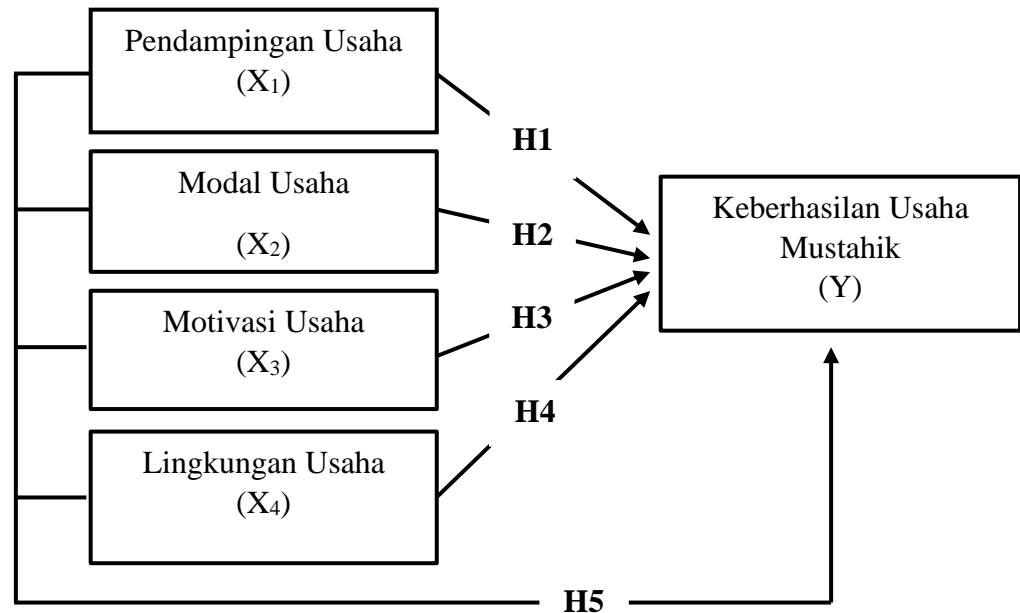 Pendampingan Usaha
(X₁)
H1
Modal Usaha
(X₂)
H2
Keberhasilan Usaha
Mustahik
(Y)
Motivasi Usaha
(X₃)
H3
Lingkungan Usaha
(X₄)
H4
H5